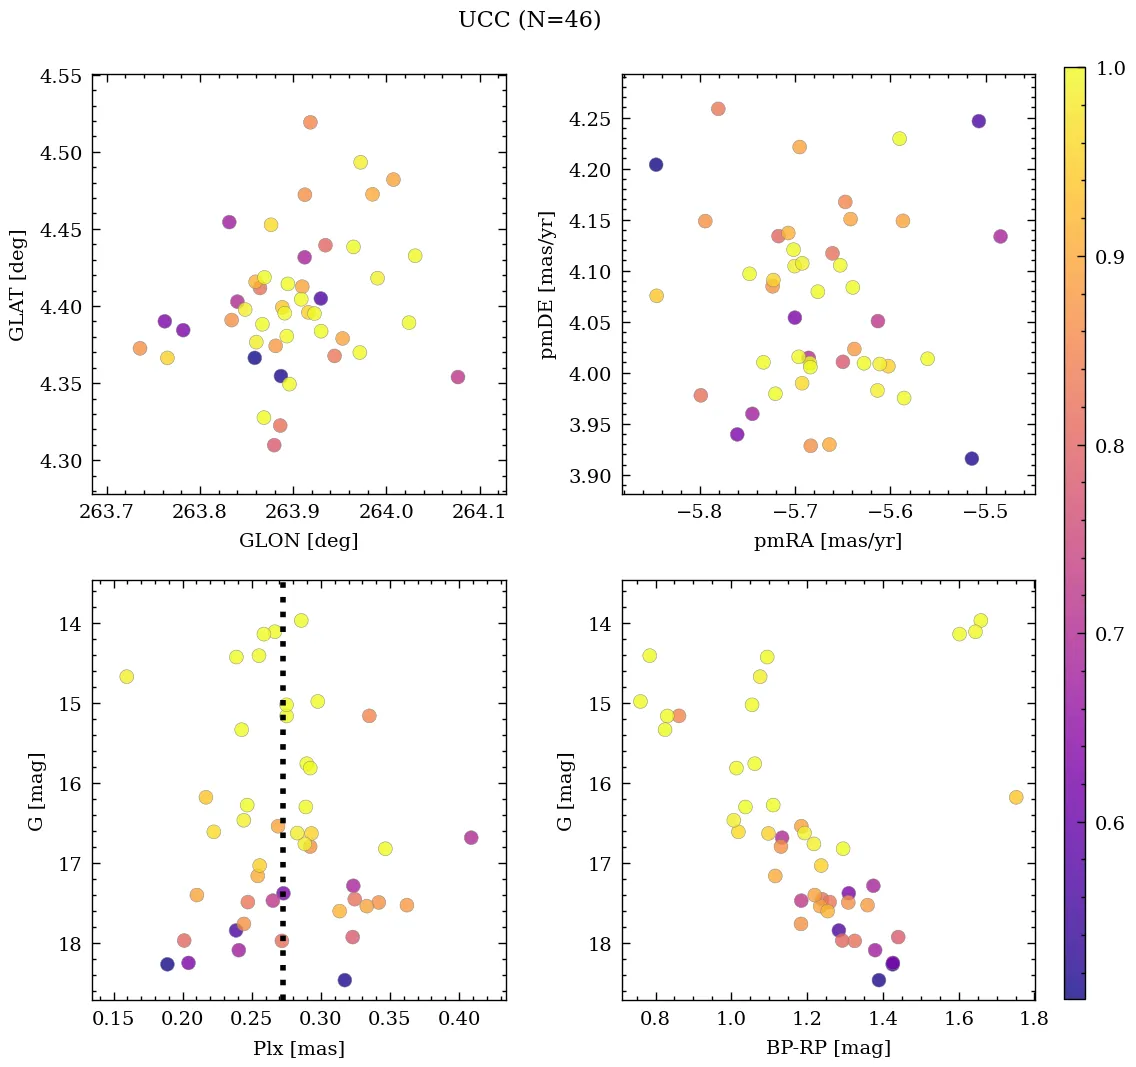 UCC (N=46)
4.55
4.50
4.45
4.40
4.35
4.30
GLAT [deg]
263.7 263.8 263.9 264.0 264.1
GLON [deg]
4.25
4.20
4.15
4.10
4.05
4.00
3.95
3.90
pmDE [mas/yr]
−5.8 −5.7 −5.6 −5.5
pmRA [mas/yr]
14
15
16
17
18
G [mag]
0.15 0.20 0.25 0.30 0.35 0.40
Plx [mas]
14
15
16
17
18
G [mag]
0.8 1.0 1.2 1.4 1.6 1.8
BP-RP [mag]
1.0
0.9
0.8
0.7
0.6